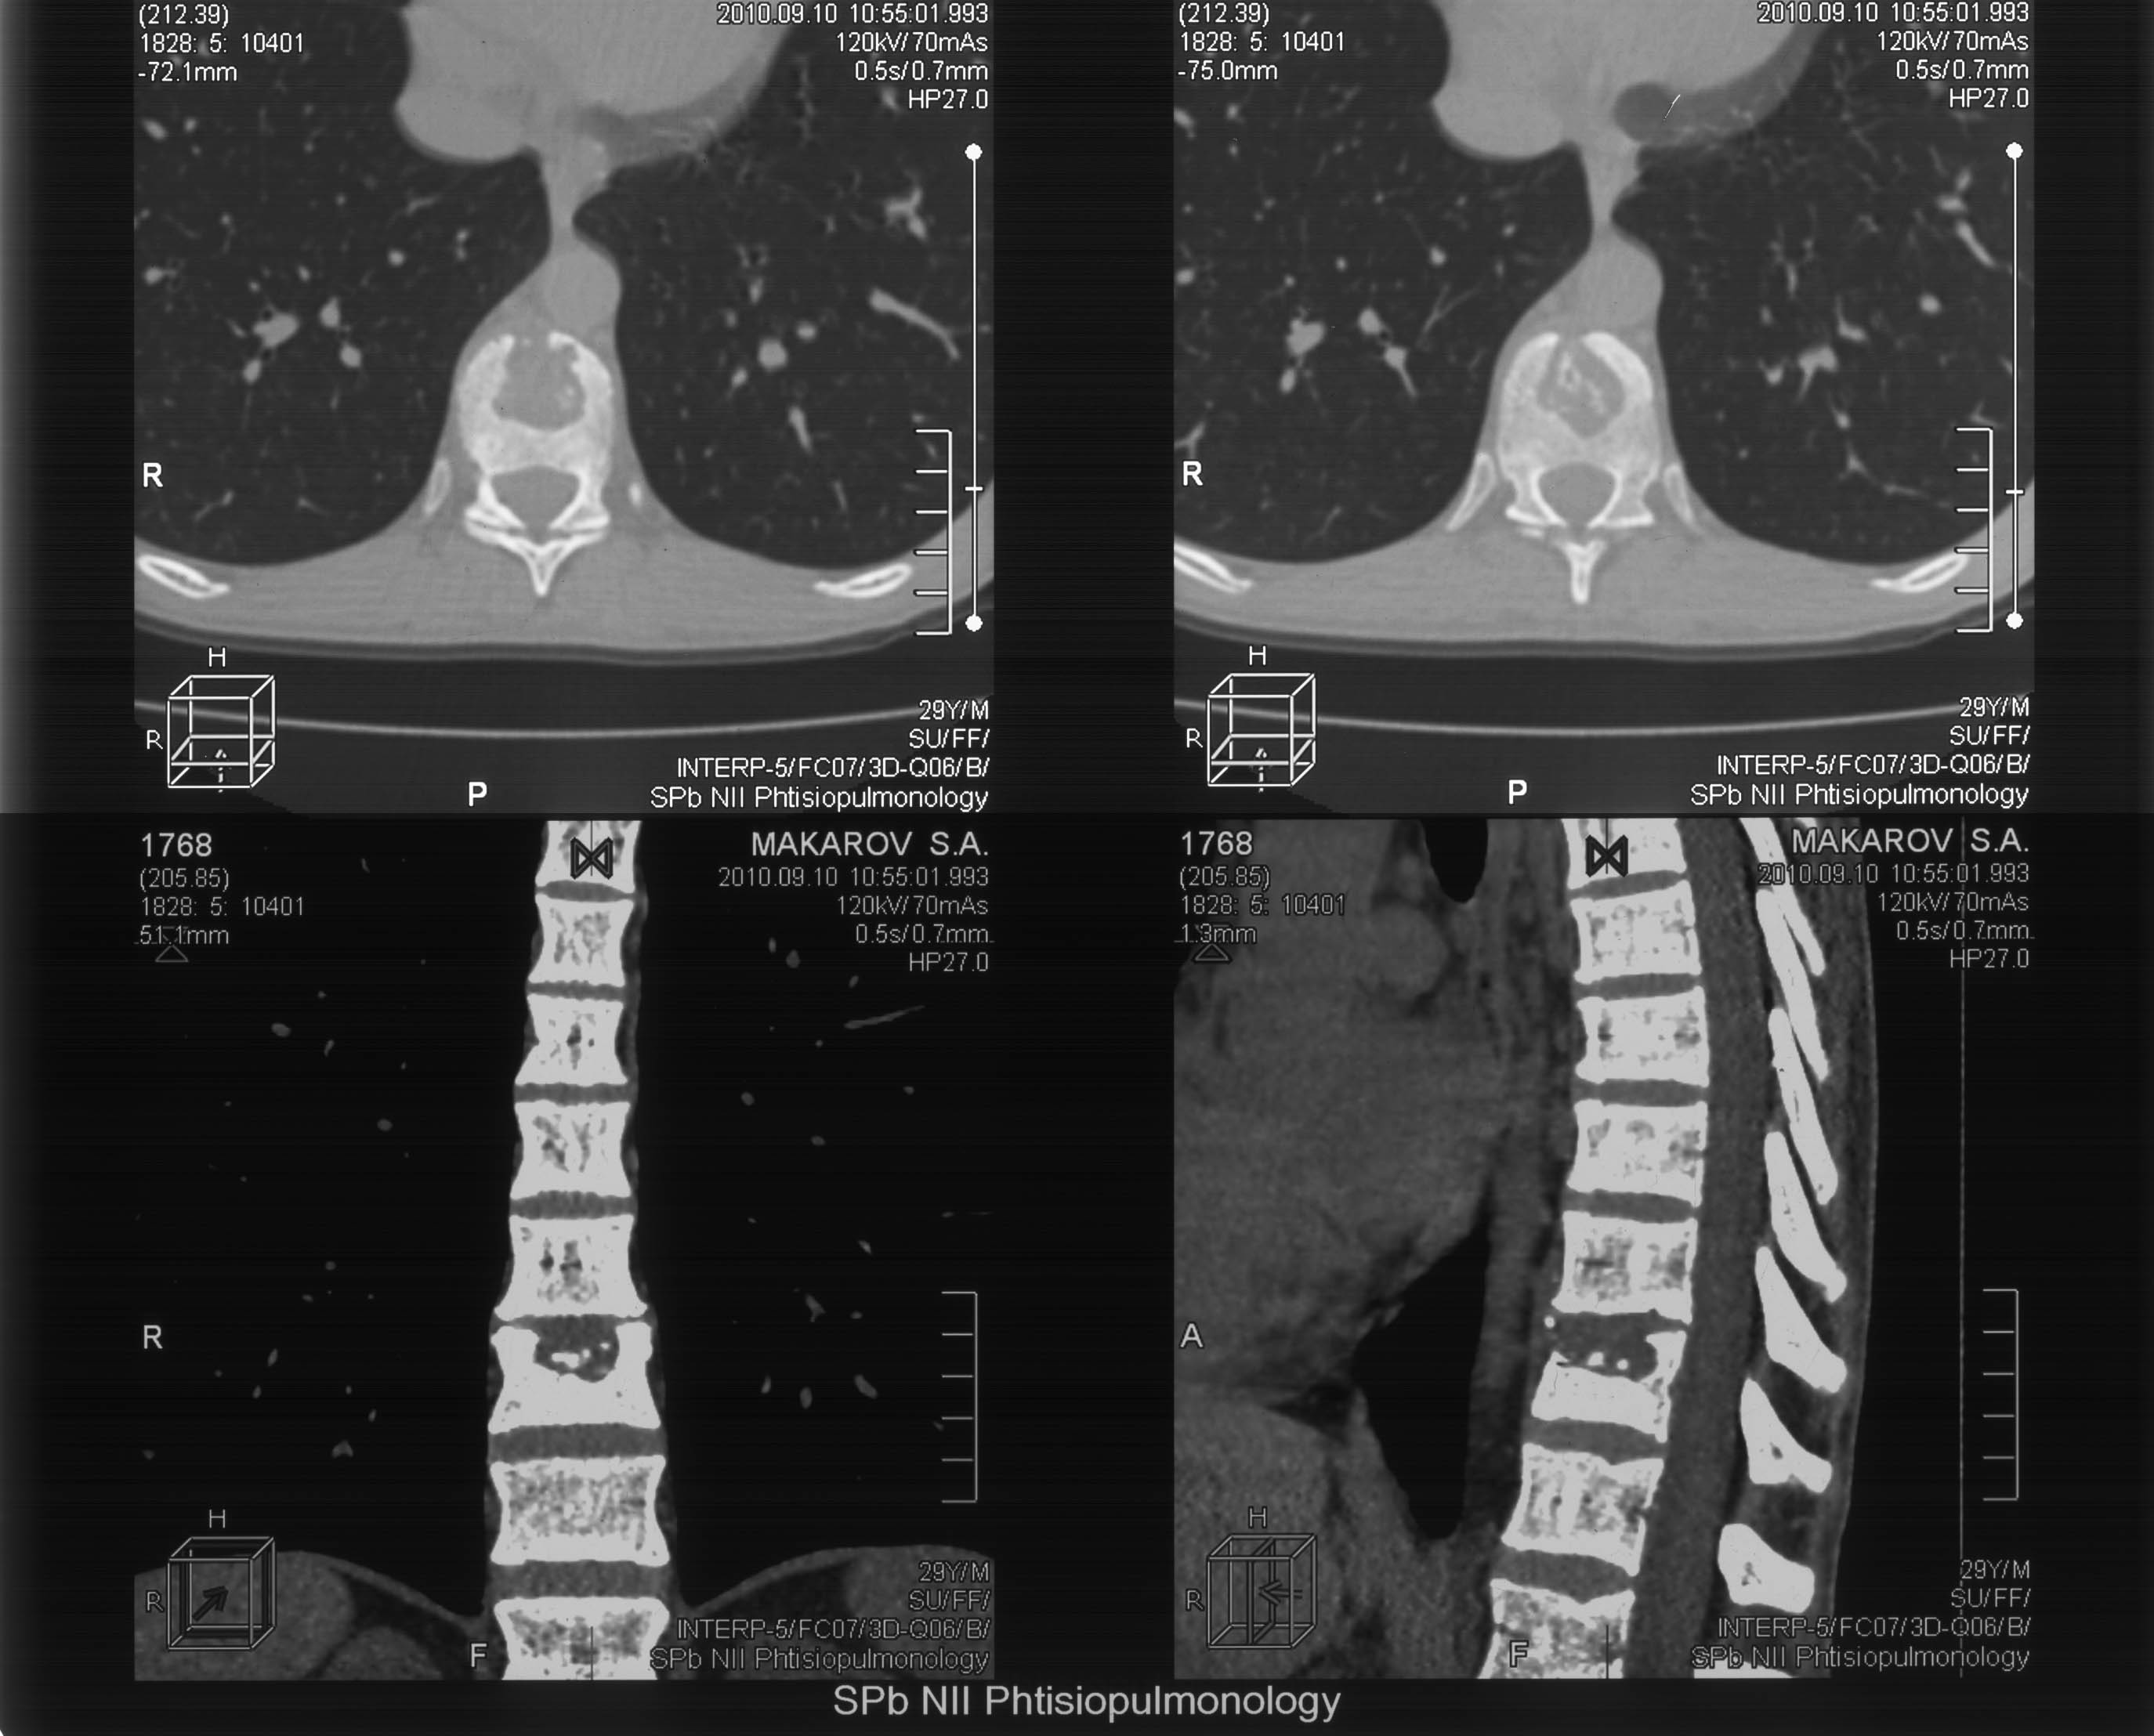 (212.39)
1828: 5: 10401
-72.1mm
2010.09.10 10:55:01.993
120kV/70mAs
0.5s/0.7mm
HP27.0
R
H
R
P
29Y/M
SU/FF/
INTERP-5/FC07/3D-Q06/B/
SPb NII Phtisiopulmonology
(212.39)
1828: 5: 10401
-75.0mm
2010.09.10 10:55:01.993
120kV/70mAs
0.5s/0.7mm
HP27.0
R
H
R
P
29Y/M
SU/FF/
INTERP-5/FC07/3D-Q06/B/
SPb NII Phtisiopulmonology
1768
(205.85)
1828: 5: 10401
51.1mm
MAKAROV S.A.
2010.09.10 10:55:01.993
120kV/70mAs
0.5s/0.7mm
HP27.0
R
H
R
F
29Y/M
SU/FF/
INTERP-5/FC07/3D-Q06/B/
SPb NII Phtisiopulmonology
1768
(205.85)
1828: 5: 10401
1.3mm
MAKAROV S.A.
2010.09.10 10:55:01.993
120kV/70mAs
0.5s/0.7mm
HP27.0
A
H
R
F
29Y/M
SU/FF/
INTERP-5/FC07/3D-Q06/B/
SPb NII Phtisiopulmonology
SPb NII Phtisiopulmonology